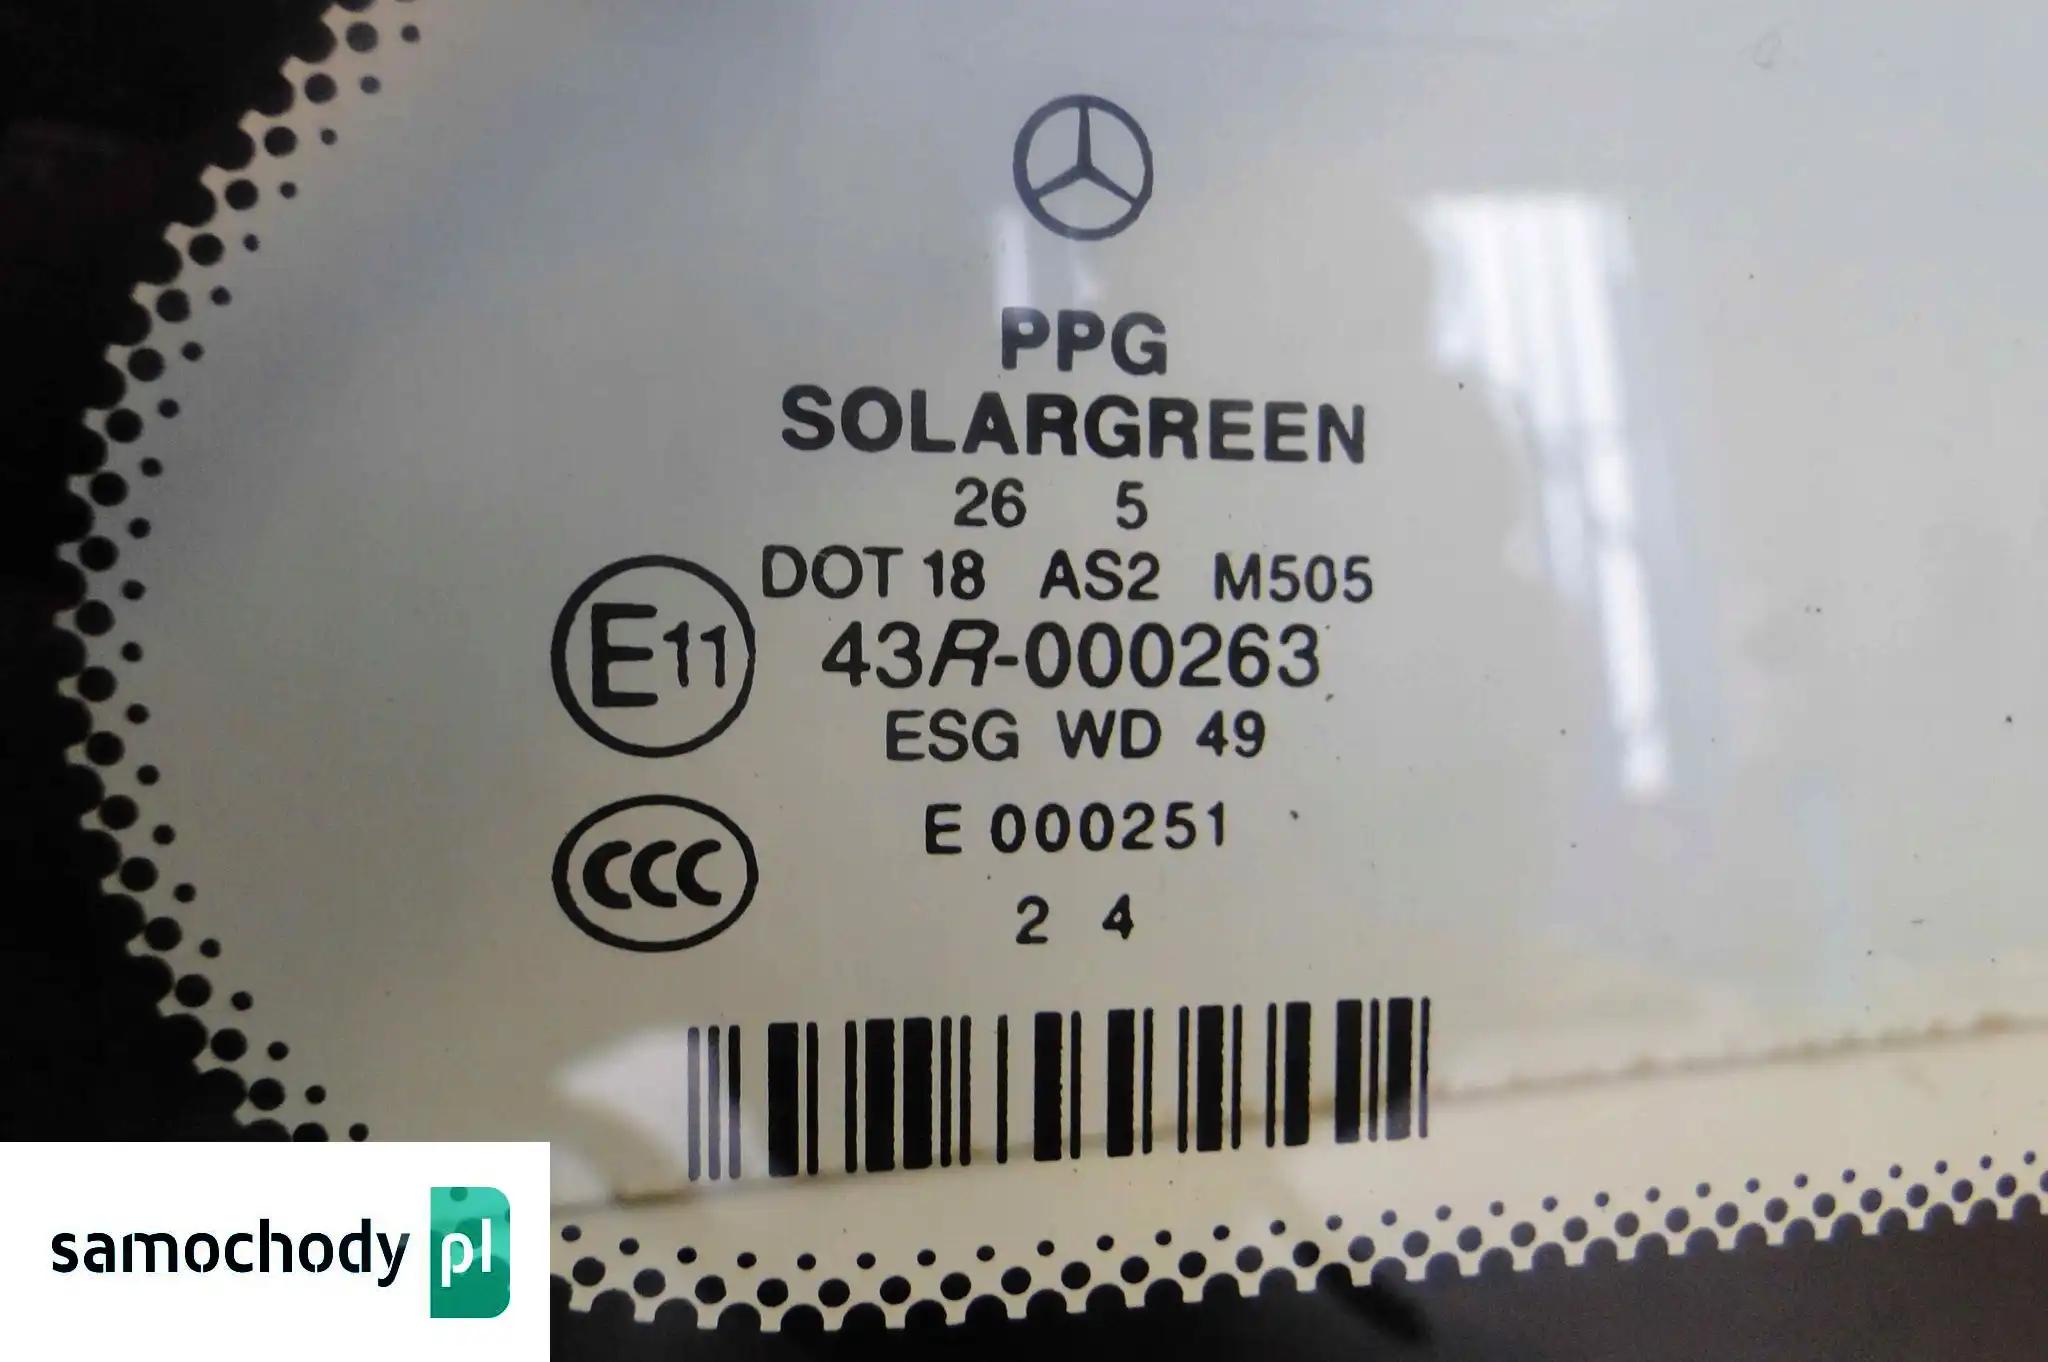 PPG
SOLARGREEN
26 5
DOT 18 AS2 M505
E11 43R-000263
ESG WD 49
E 000251
CCC
2 4
samochody pl